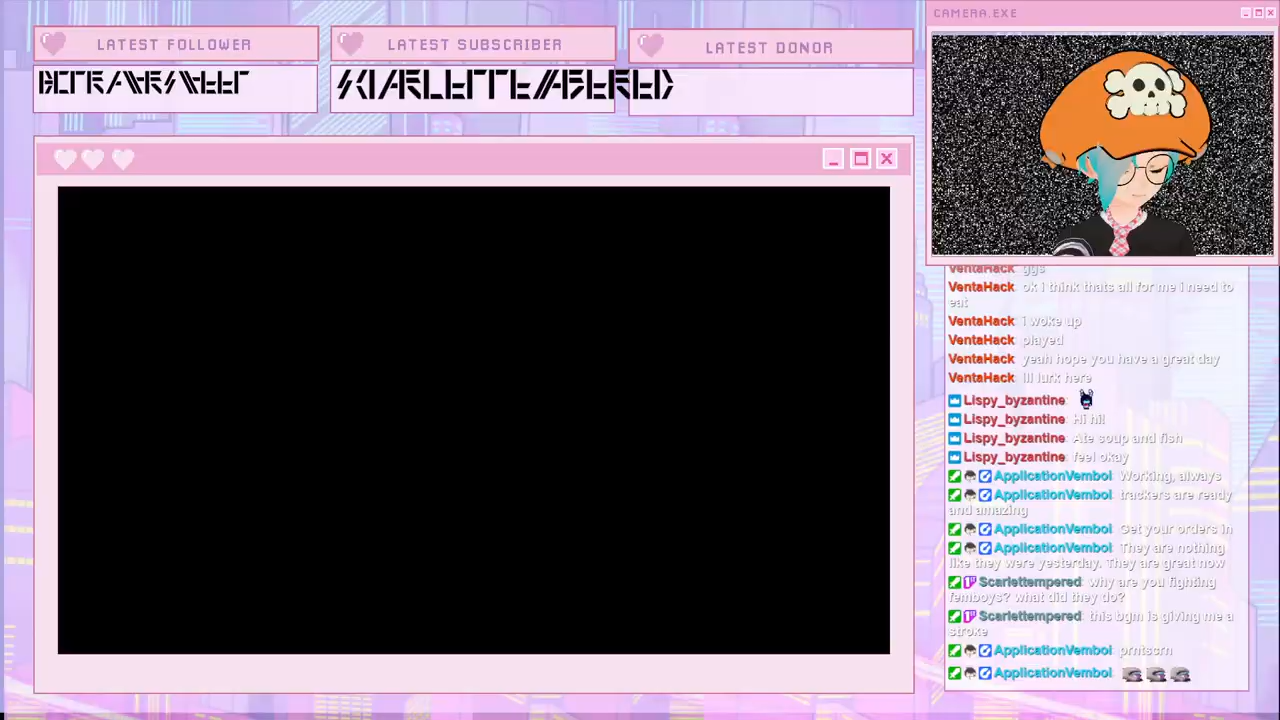 LATEST FOLLOWER
LATEST SUBSCRIBER
LATEST DONOR
CAMERA.EXE
VentaHack: ggs
VentaHack: ok i think thats all for me i need to
eat
VentaHack: i woke up
VentaHack: played
VentaHack: yeah hope you have a great day
VentaHack: ill lurk here
Lispy_byzantine:
Lispy_byzantine: Hi hi!
Lispy_byzantine: Ate soup and fish
Lispy_byzantine: feel okay
ApplicationVembol: Working, always
ApplicationVembol: trackers are ready
and amazing
ApplicationVembol: Get your orders in
ApplicationVembol: They are nothing
like they were yesterday. They are great now
Scarlettempered: why are you fighting
femboys? what did they do?
Scarlettempered: this bgm is giving me a
stroke
ApplicationVembol: prntscrn
ApplicationVembol: